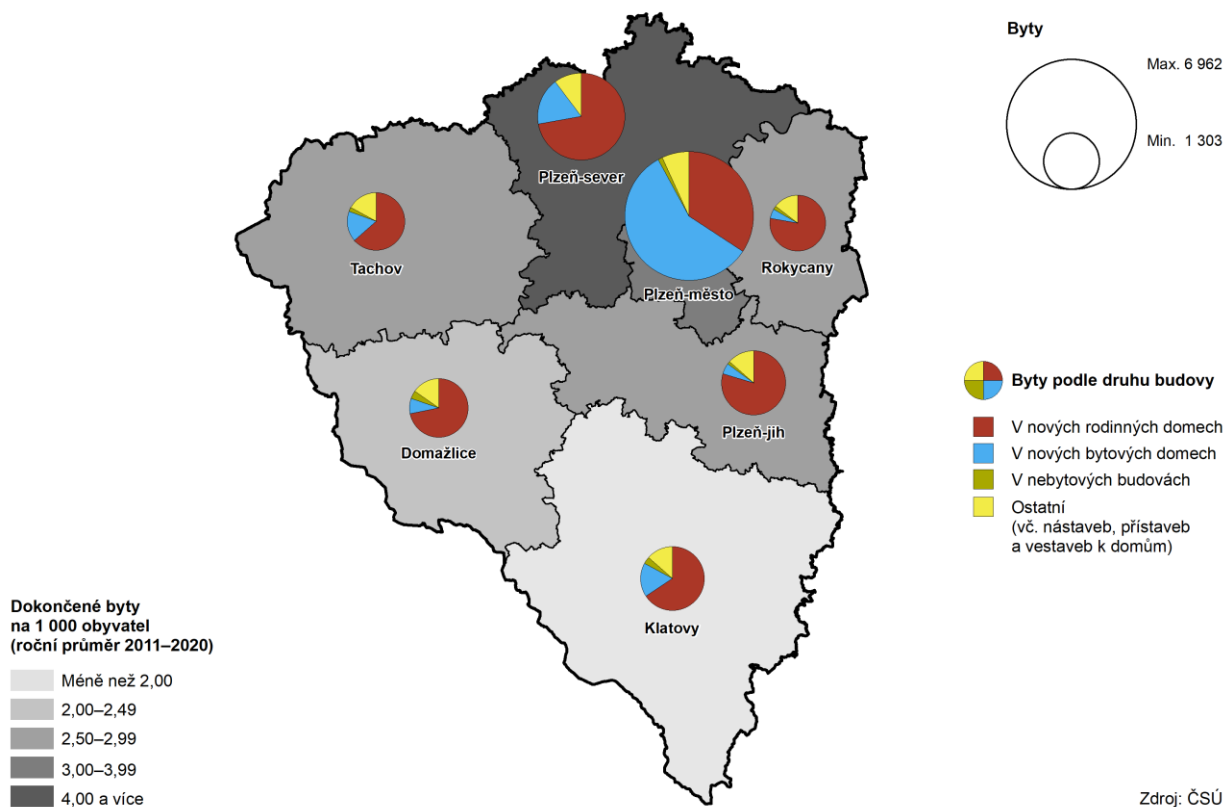 Byty
Max. 6 962
Min. 1 303
Plzeň-sever
Tachov
Plzeň-město
Rokycany
Domažlice
Plzeň-jih
Klatovy
Byty podle druhu budovy
V nových rodinných domech
V nových bytových domech
V nebytových budovách
Ostatní
(vč. nástaveb, přístaveb
a vestaveb k domům)
Dokončené byty
na 1 000 obyvatel
(roční průměr 2011–2020)
Méně než 2,00
2,00–2,49
2,50–2,99
3,00–3,99
4,00 a více
Zdroj: ČSÚ